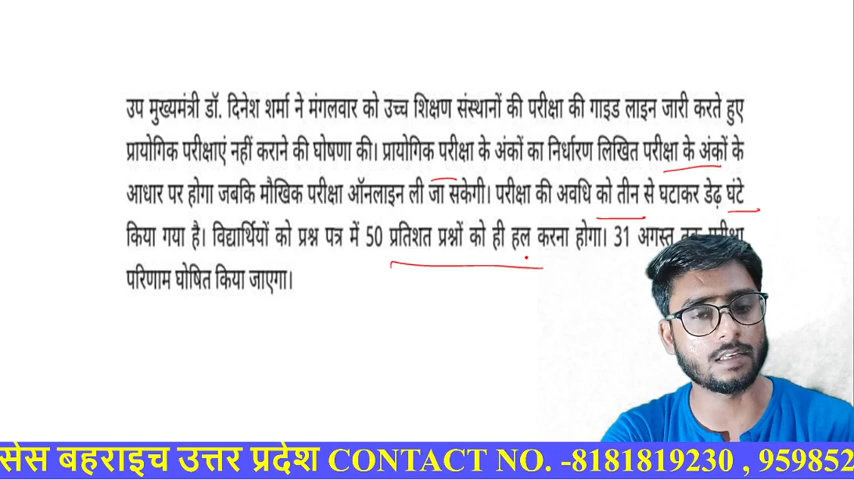 उप मुख्यमंत्री डॉ. दिनेश शर्मा ने मंगलवार को उच्च शिक्षण संस्थानों की परीक्षा की गाइड लाइन जारी करते हुए
प्रायोगिक परीक्षाएं नहीं कराने की घोषणा की। प्रायोगिक परीक्षा के अंकों का निर्धारण लिखित परीक्षा के अंकों के
आधार पर होगा जबकि मौखिक परीक्षा ऑनलाइन ली जा सकेगी। परीक्षा की अवधि को तीन से घटाकर डेढ़ घंटे
किया गया है। विद्यार्थियों को प्रश्न पत्र में 50 प्रतिशत प्रश्नों को ही हल करना होगा। 31 अगस्त तक परीक्षा
परिणाम घोषित किया जाएगा।
सेस बहराइच उत्तर प्रदेश CONTACT NO. -8181819230 , 959852